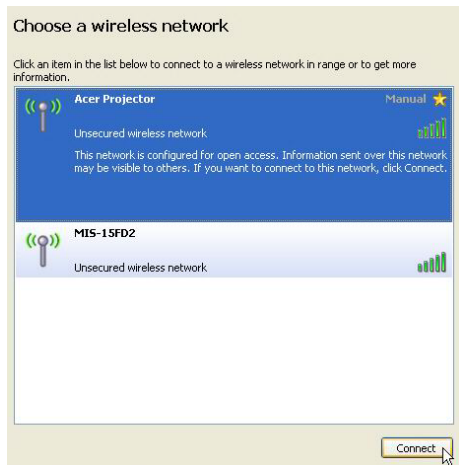 Choose a wireless network
Click an item in the list below to connect to a wireless network in range or to get more
information.
Acer Projector
Manual
Unsecured wireless network
This network is configured for open access. Information sent over this network
may be visible to others. If you want to connect to this network, click Connect.
MIS-15FD2
Unsecured wireless network
Connect